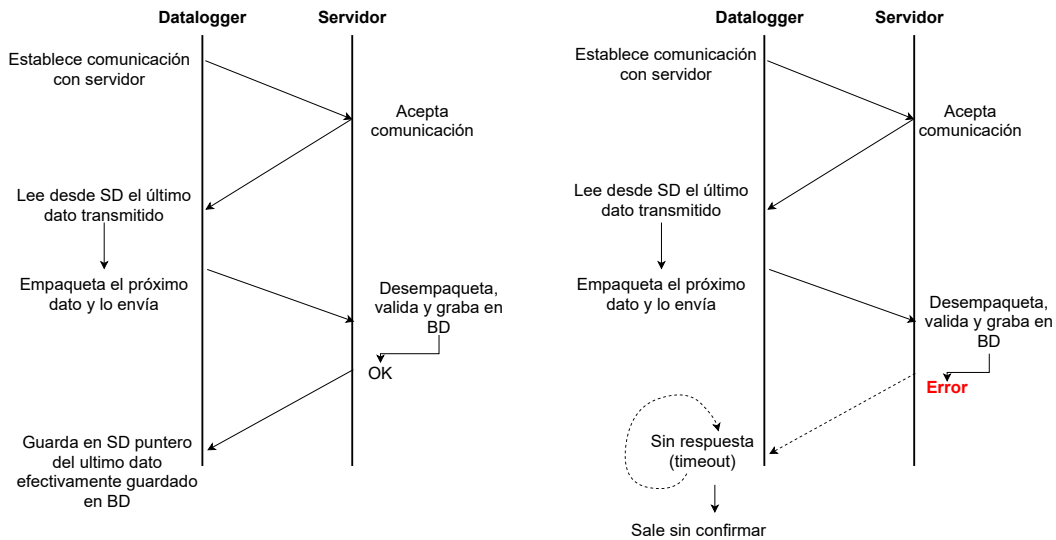 Datalogger
Servidor
Establece comunicación
con servidor
Acepta
comunicación
Lee desde SD el último
dato transmitido
Empaqueta el próximo
dato y lo envía
Desempaqueta,
valida y graba en
BD
OK
Guarda en SD puntero
del ultimo dato
efectivamente guardado
en BD
Datalogger
Servidor
Establece comunicación
con servidor
Acepta
comunicación
Lee desde SD el último
dato transmitido
Empaqueta el próximo
dato y lo envía
Desempaqueta,
valida y graba en
BD
Error
Sin respuesta
(timeout)
Sale sin confirmar